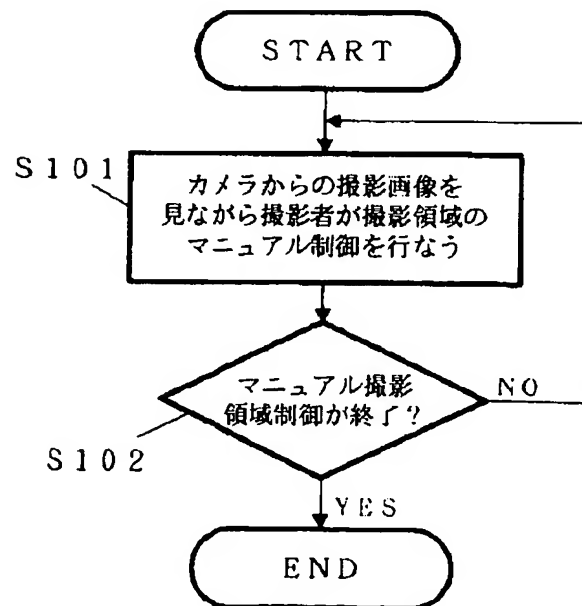 START
S101
カメラからの撮影画像を
見ながら撮影者が撮影領域の
マニュアル制御を行なう
マニュアル撮影
領域制御が終了?
NO
S102
YES
END